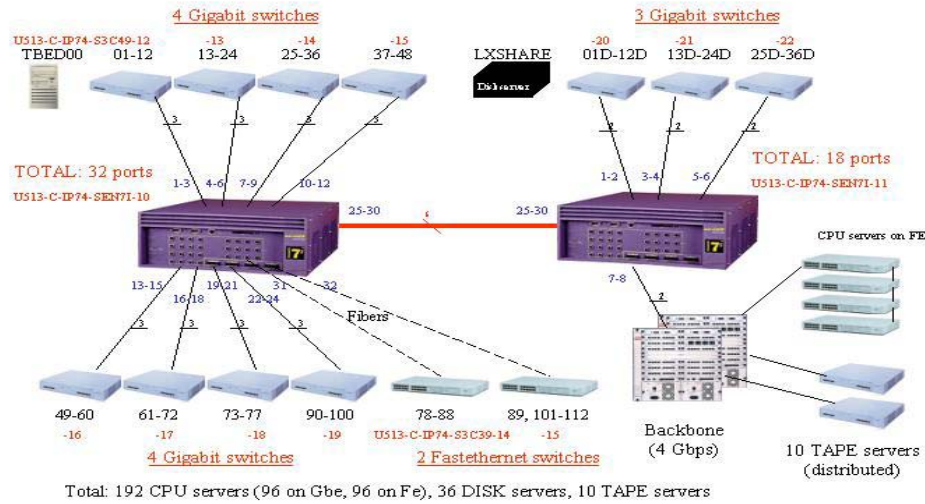 4 Gigabit switches
3 Gigabit switches
U513-C-IP74-S3C49-12
-13
-14
-15
-20
-21
-22
TBED00
01-12
13-24
25-36
37-48
LXSHARE
01D-12D
13D-24D
25D-36D
Disk server
3
3
3
3
2
2
2
TOTAL: 32 ports
TOTAL: 18 ports
U513-C-IP74-SEN7I-10
U513-C-IP74-SEN7I-11
1-3
4-6
7-9
10-12
1-2
3-4
5-6
25-30
6
25-30
CPU servers on FE
13-15
16-18
19-21
22-24
31
32
7-8
2
3
3
3
3
Fibers
49-60
61-72
73-77
90-100
78-88
89, 101-112
-16
-17
-18
-19
U513-C-IP74-S3C39-14
-15
Backbone
(4 Gbps)
10 TAPE servers
(distributed)
4 Gigabit switches
2 Fastethernet switches
Total: 192 CPU servers (96 on Gbe, 96 on Fe), 36 DISK servers, 10 TAPE servers